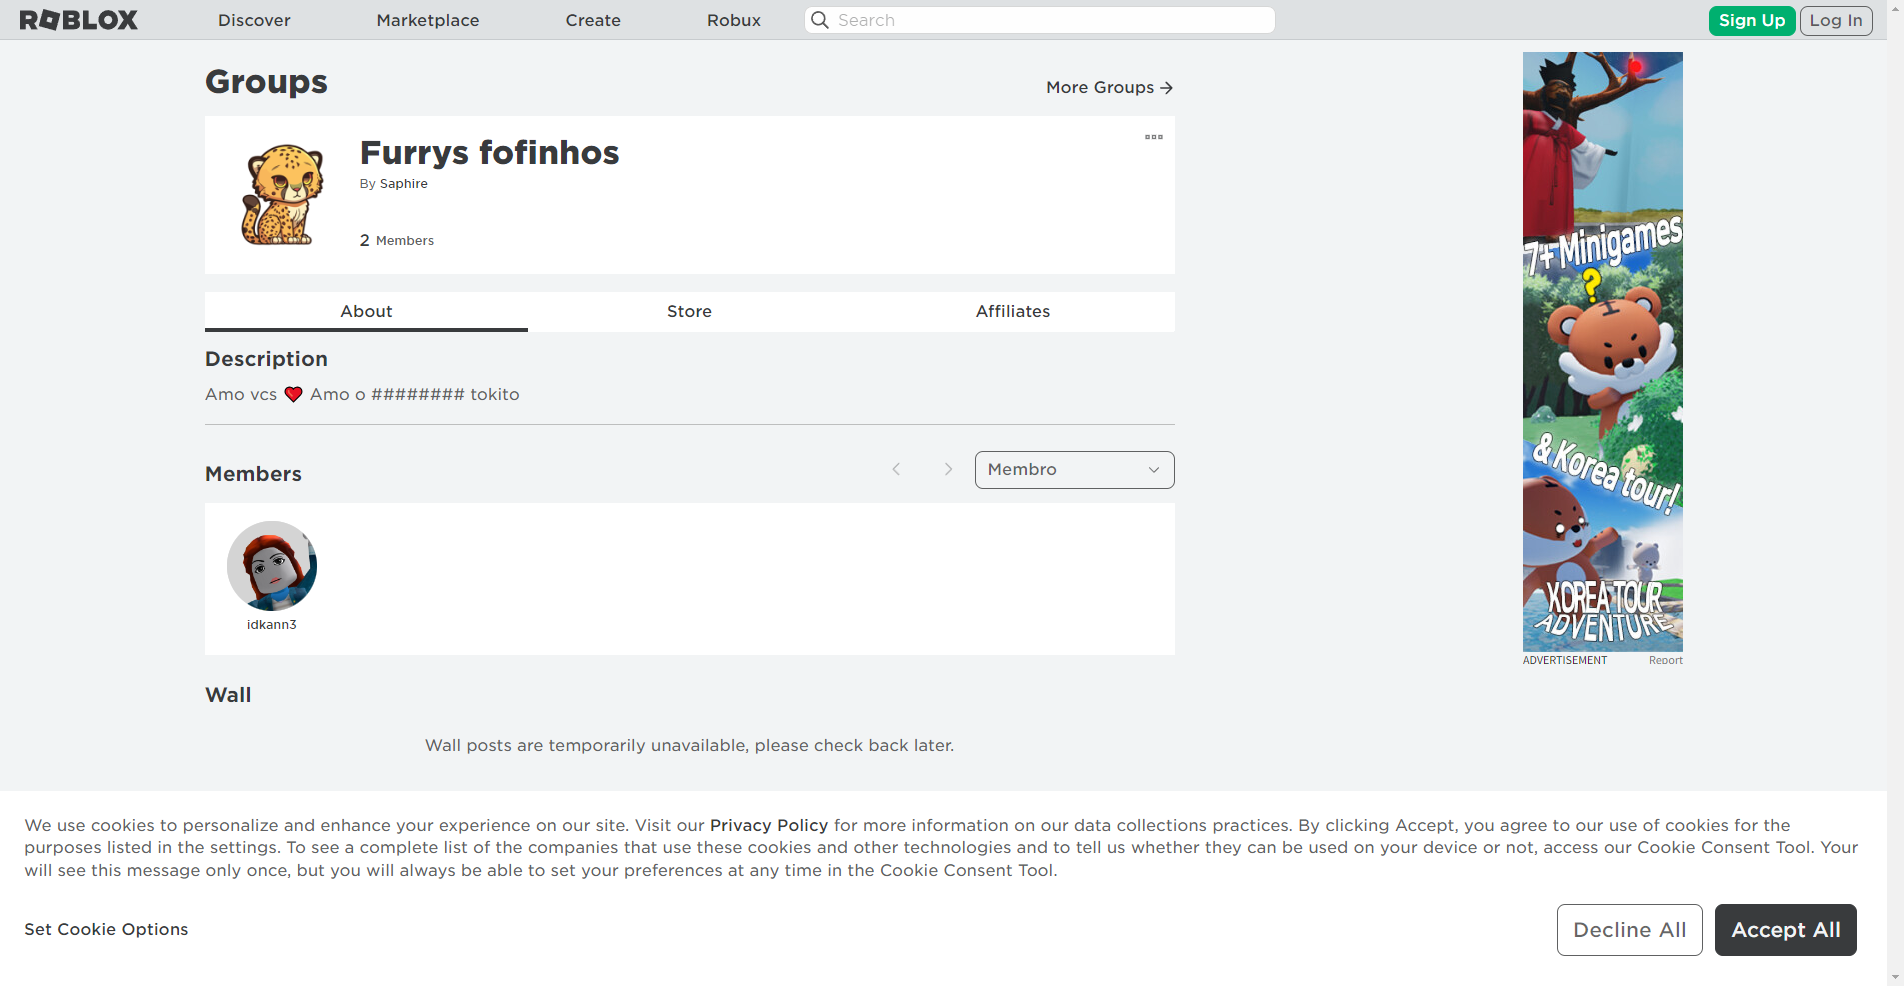 ROBLOX Discover Marketplace Create Robux Search Sign Up Log In
Groups
More Groups →
Furrys fofinhos
By Saphire
2 Members
About Store Affiliates
Description
Amo vcs ❤️ Amo o ######## tokito
Members
Membro
idkann3
Wall
Wall posts are temporarily unavailable, please check back later.
7+ Minigames
?
& Korea tour!
KOREA TOUR
ADVENTURE
ADVERTISEMENT Report
We use cookies to personalize and enhance your experience on our site. Visit our Privacy Policy for more information on our data collections practices. By clicking Accept, you agree to our use of cookies for the
purposes listed in the settings. To see a complete list of the companies that use these cookies and other technologies and to tell us whether they can be used on your device or not, access our Cookie Consent Tool. Your
will see this message only once, but you will always be able to set your preferences at any time in the Cookie Consent Tool.
Set Cookie Options
Decline All
Accept All